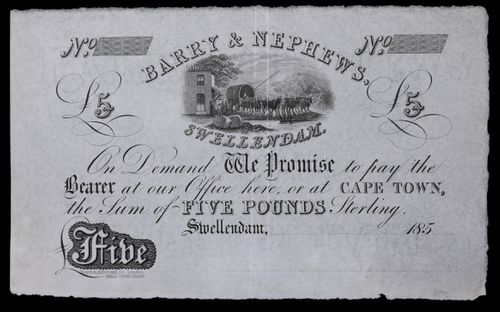 No No
BARRY & NEPHEWS,
£5 £5
SWELLENDAM.
On Demand We Promise to pay the
Bearer at our Office here, or at CAPE TOWN,
the Sum of FIVE POUNDS Sterling.
Swellendam, 185
£ Five